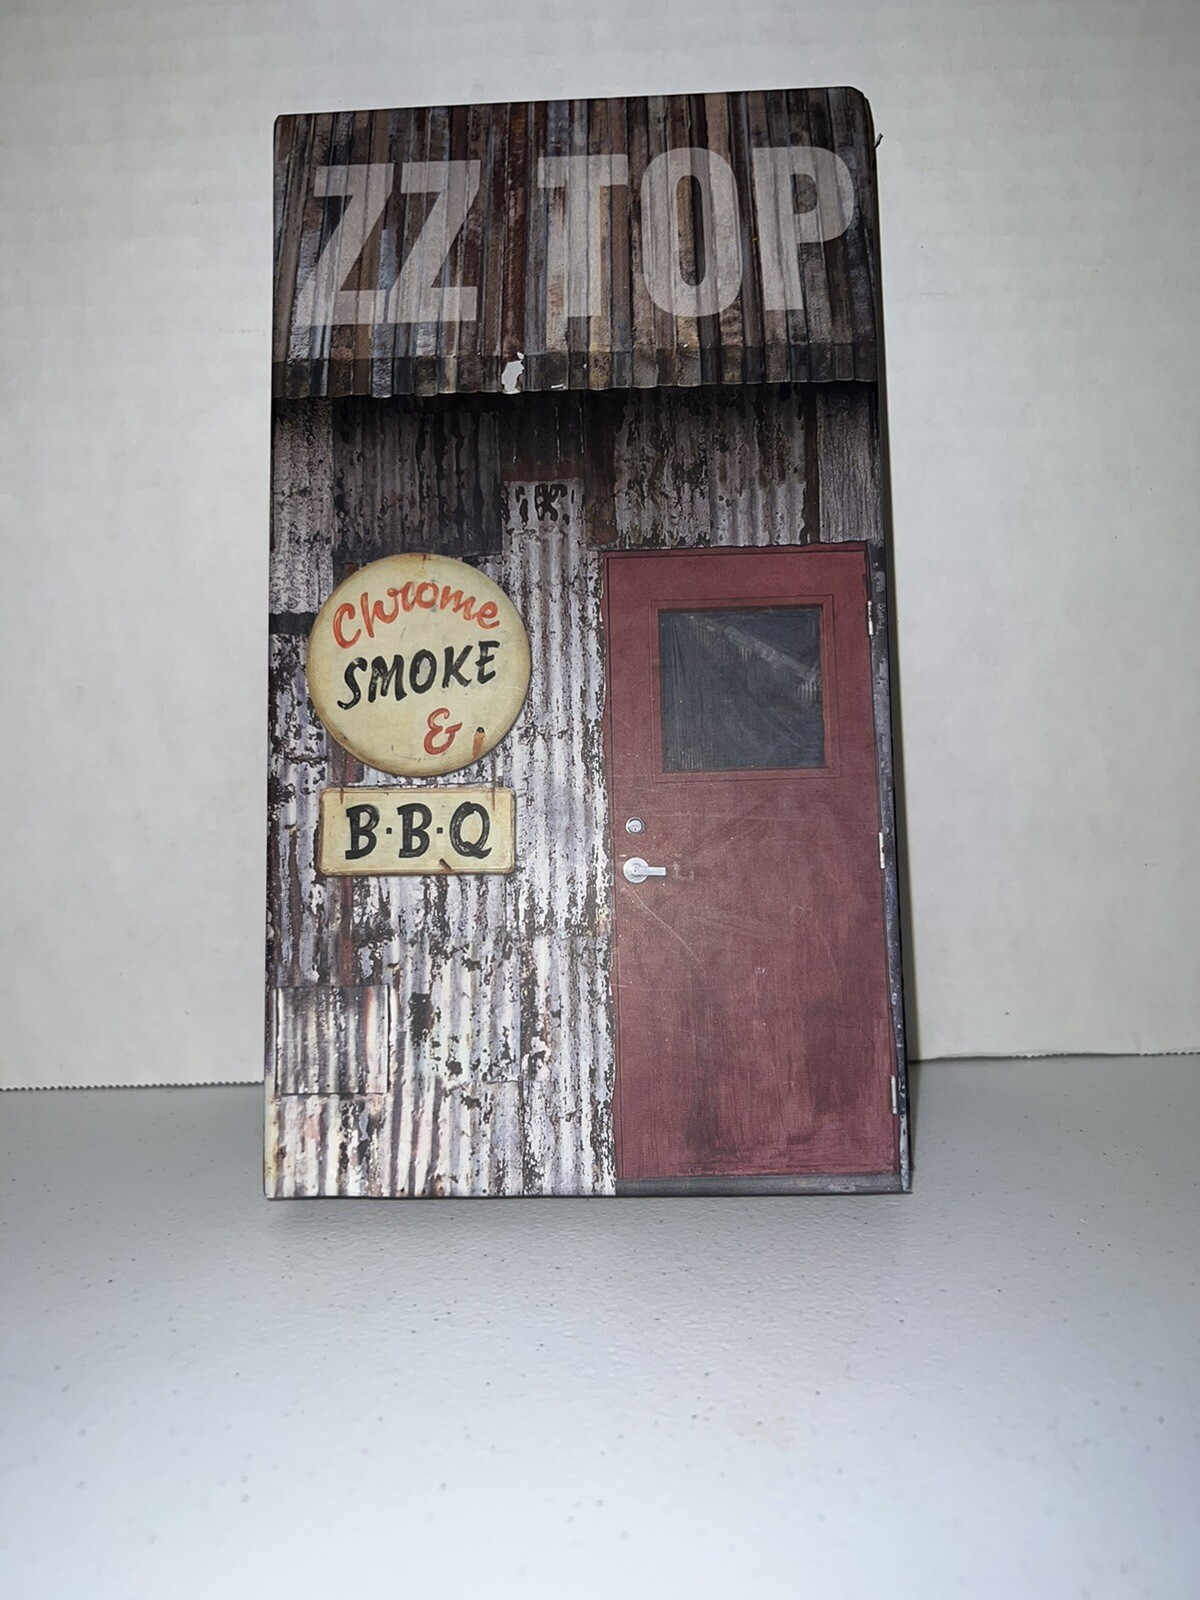 ZZ TOP
Chrome
SMOKE
&
B·B·Q